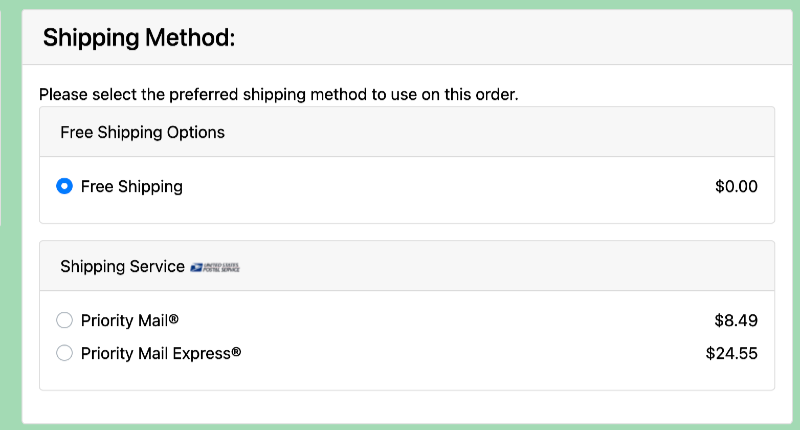 Shipping Method:
Please select the preferred shipping method to use on this order.
Free Shipping Options
Free Shipping $0.00
Shipping Service UNITED STATES POSTAL SERVICE
Priority Mail® $8.49
Priority Mail Express® $24.55